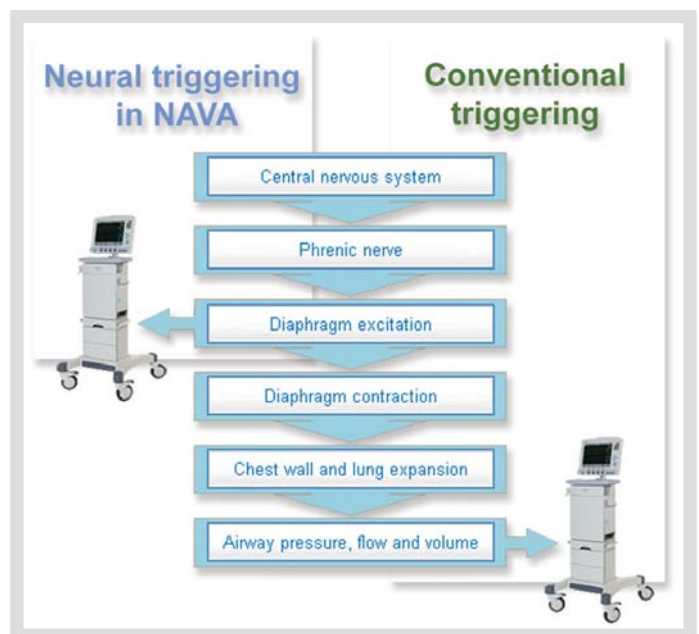 Neural triggering
in NAVA
Conventional
triggering
Central nervous system
Phrenic nerve
Diaphragm excitation
Diaphragm contraction
Chest wall and lung expansion
Airway pressure, flow and volume